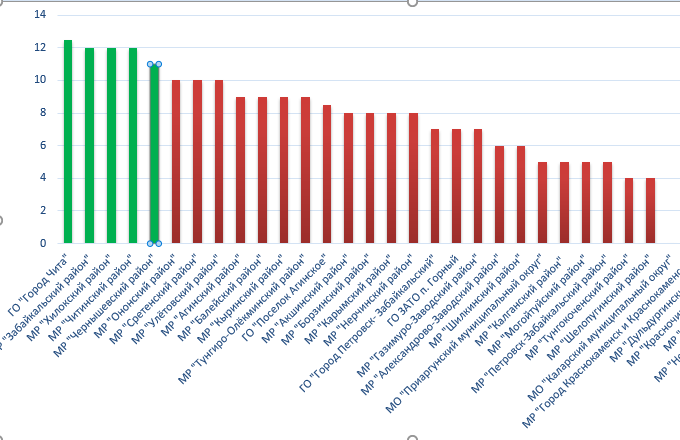 14
12
10
8
6
4
2
0
ГО "Город Чита"
"Забайкальский район"
МР "Хилокский район"
МР "Читинский район"
МР "Чернышевский район"
МР "Ононский район"
МР "Сретенский район"
МР "Улётовский район"
МР "Агинский район"
МР "Балейский район"
МР "Кыринский район"
МР "Тунгиро-Олёкминский район"
ГО "Поселок Агинское"
МР "Акшинский район"
МР "Борзинский район"
МР "Карымский район"
МР "Нерчинский район"
ГО "Город Петровск- Забайкальский"
ГО ЗАТО п. Горный
МР "Газимуро-Заводский район"
МР "Александрово-Заводский район"
МР "Шилкинский район"
МО "Приаргунский муниципальный округ"
МР "Калганский район"
МР "Могойтуйский район"
МР "Петровск-Забайкальский район"
МР "Тунгокоченский район"
МР "Шелопугинский район"
МО "Каларский муниципальный округ"
МР "Город Краснокаменск и Краснокаменс
МР "Дульдургинск
МР "Красночи